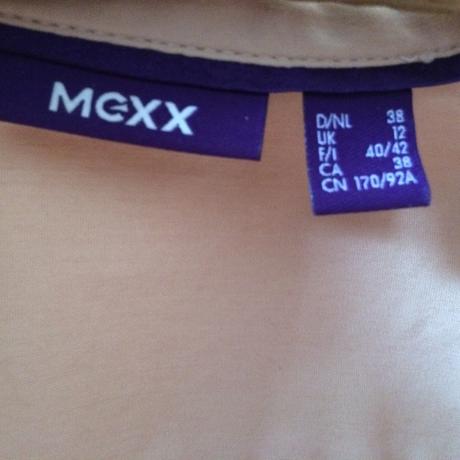 MEXX
D/NL 38
UK 12
F/I 40/42
CA 38
CN 170/92A